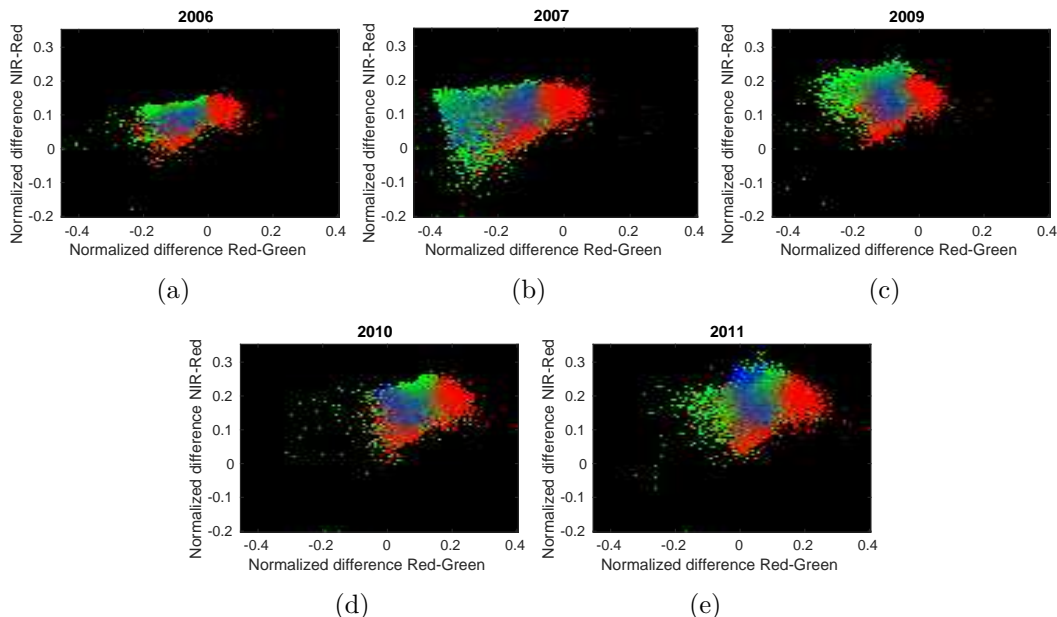 2006
Normalized difference NIR-Red
0.3
0.2
0.1
0
-0.1
-0.2
-0.4 -0.2 0 0.2 0.4
Normalized difference Red-Green
(a)
2007
Normalized difference NIR-Red
0.3
0.2
0.1
0
-0.1
-0.2
-0.4 -0.2 0 0.2 0.4
Normalized difference Red-Green
(b)
2009
Normalized difference NIR-Red
0.3
0.2
0.1
0
-0.1
-0.2
-0.4 -0.2 0 0.2 0.4
Normalized difference Red-Green
(c)
2010
Normalized difference NIR-Red
0.3
0.2
0.1
0
-0.1
-0.2
-0.4 -0.2 0 0.2 0.4
Normalized difference Red-Green
(d)
2011
Normalized difference NIR-Red
0.3
0.2
0.1
0
-0.1
-0.2
-0.4 -0.2 0 0.2 0.4
Normalized difference Red-Green
(e)